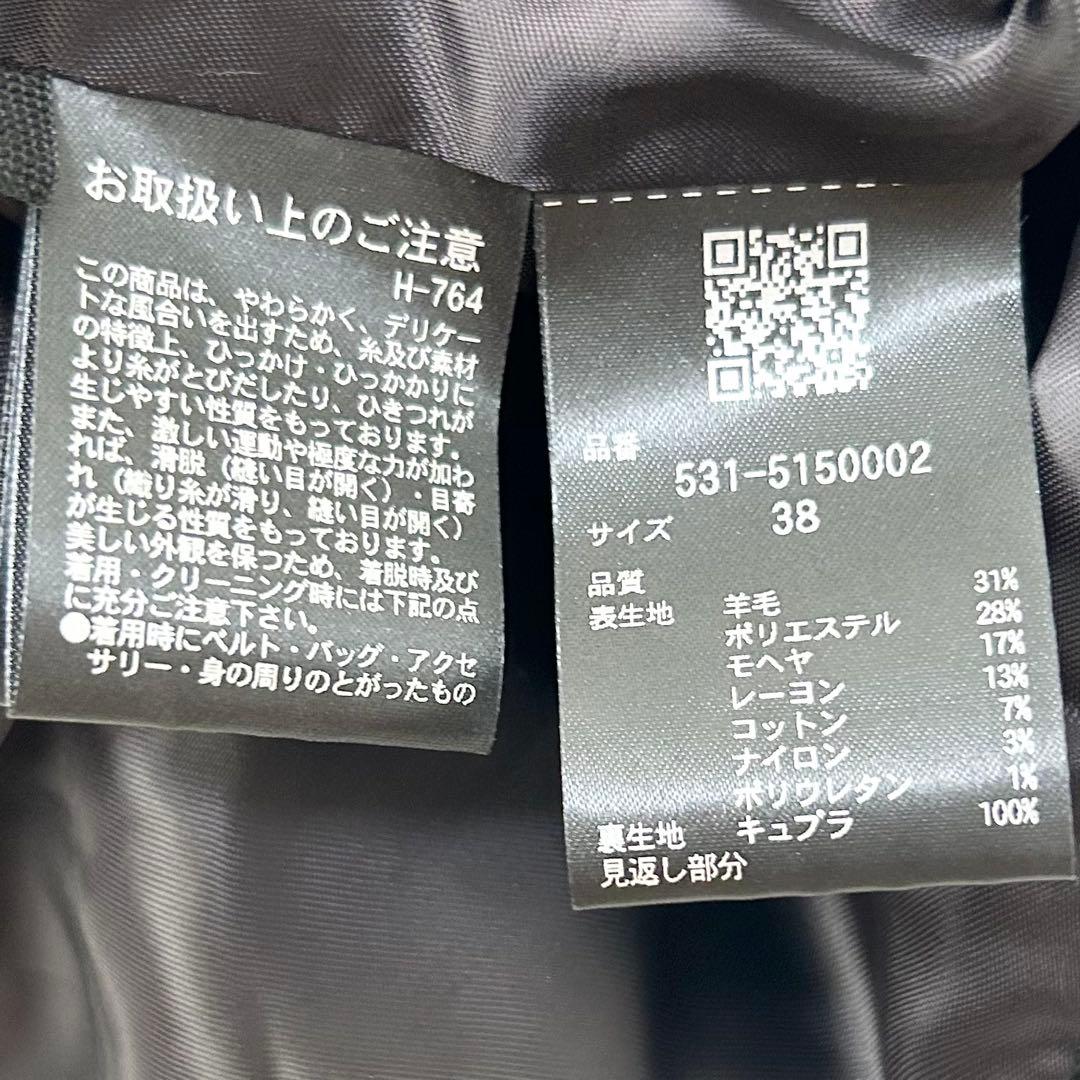 お取扱い上のご注意
H-764
この商品は、やわらかく、デリケー
トな風合いを出すため、糸及び素材
の特徴上、ひっかけ・ひっかかりに
より糸がとびだしたり、ひきつれが
生じやすい性質をもっております。
また、激しい運動や極度な力が加わ
れば、滑脱（縫い目が開く）・目寄
れ（織り糸が滑り、縫い目が開く）
が生じる性質をもっております。
美しい外観を保つため、着脱時及び
着用・クリーニング時には下記の点
に充分ご注意下さい。
●着用時にベルト・バッグ・アクセ
サリー・身の周りのとがったもの
品番
531-5150002
サイズ 38
品質
表生地 羊毛 31%
ポリエステル 28%
モヘヤ 17%
レーヨン 13%
コットン 7%
ナイロン 3%
ポリウレタン 1%
裏生地 キュプラ 100%
見返し部分